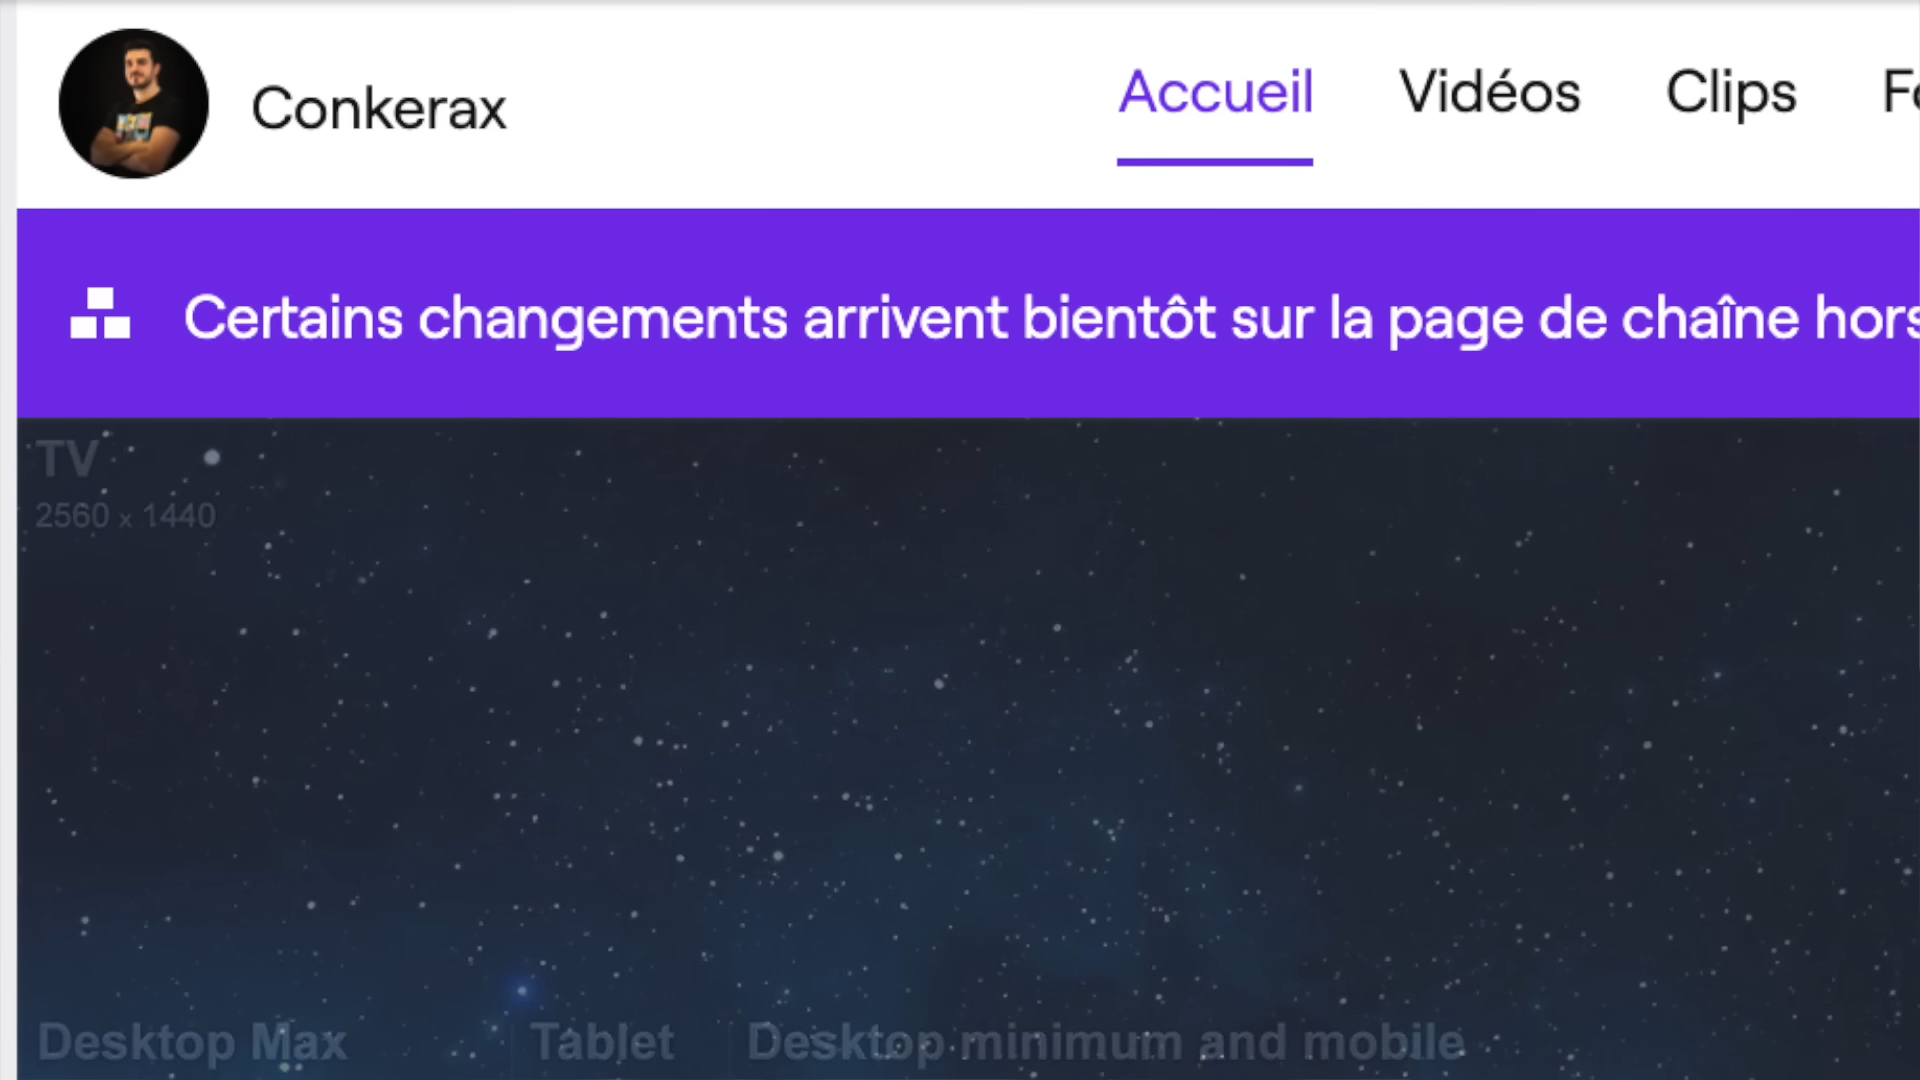 Conkerax
Accueil Vidéos Clips
Certains changements arrivent bientôt sur la page de chaîne hors
TV
2560 x 1440
Desktop Max Tablet Desktop minimum and mobile